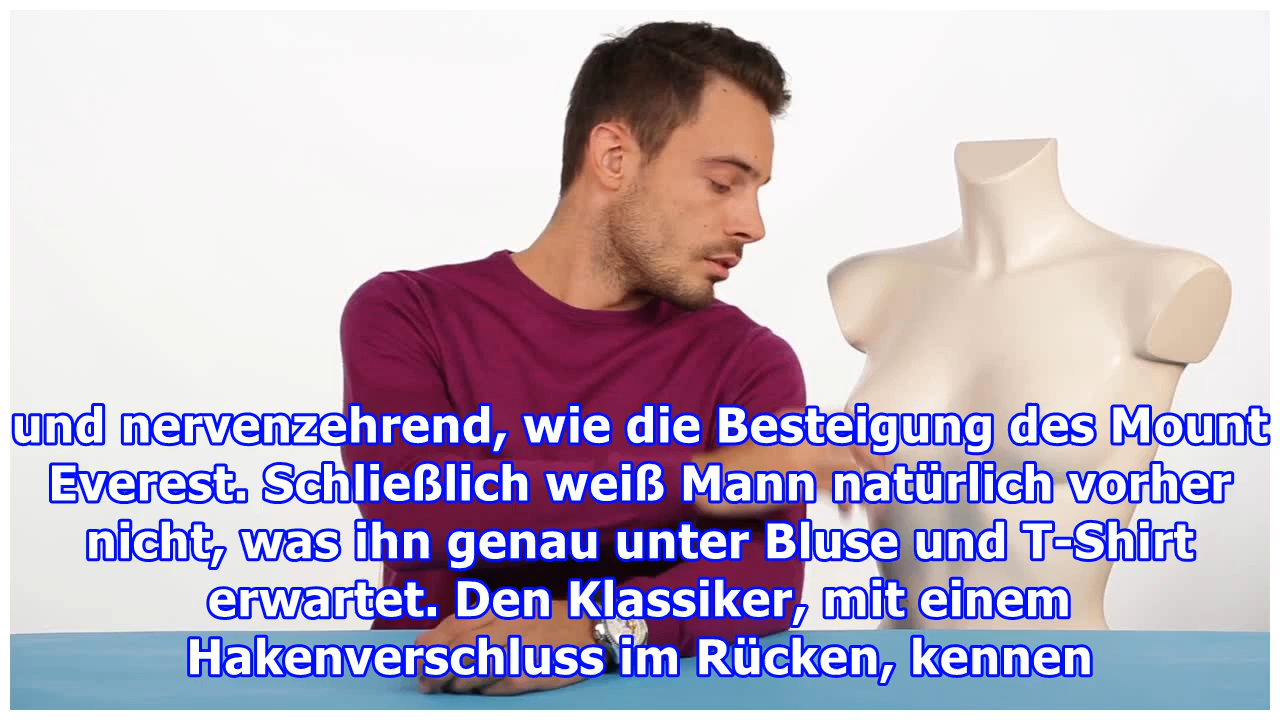 und nervenzehrend, wie die Besteigung des Mount
Everest. Schließlich weiß Mann natürlich vorher
nicht, was ihn genau unter Bluse und T-Shirt
erwartet. Den Klassiker, mit einem
Hakenverschluss im Rücken, kennen